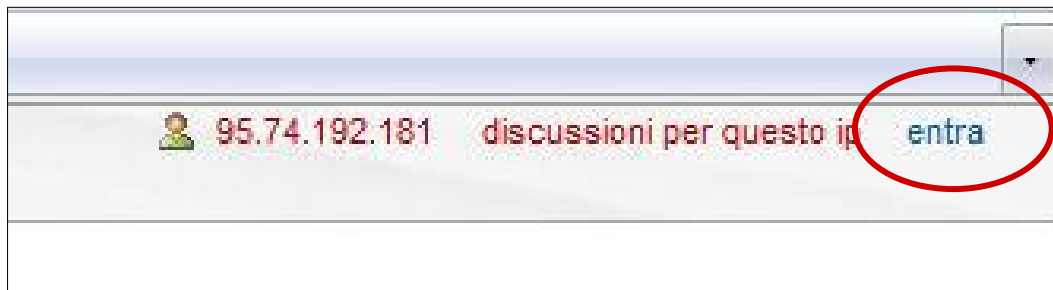 95.74.192.181 discussioni per questo ip entra